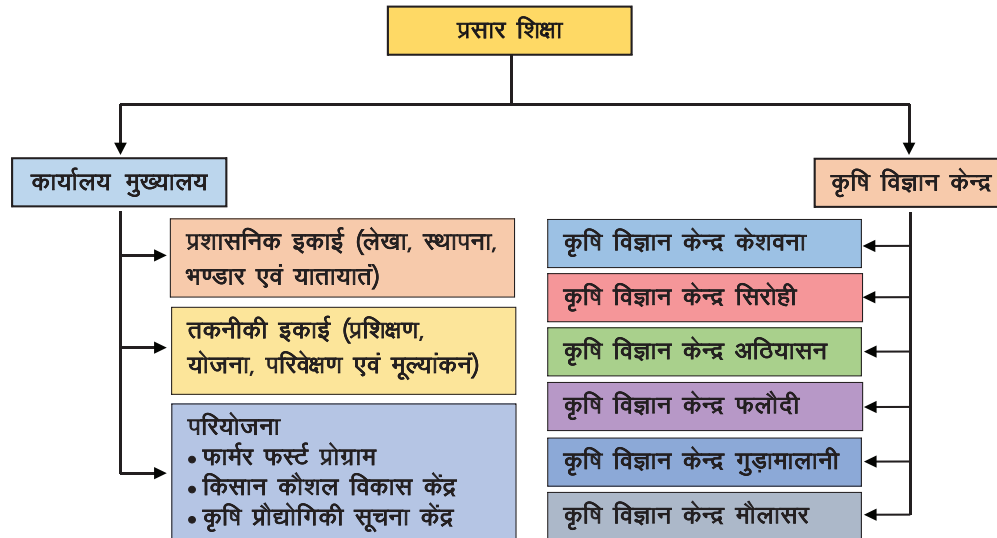 प्रसार शिक्षा
कार्यालय मुख्यालय
प्रशासनिक इकाई (लेखा, स्थापना,
भण्डार एवं यातायात)
तकनीकी इकाई (प्रशिक्षण,
योजना, परिवेक्षण एवं मूल्यांकन)
परियोजना
• फार्मर फर्स्ट प्रोग्राम
• किसान कौशल विकास केंद्र
• कृषि प्रौद्योगिकी सूचना केंद्र
कृषि विज्ञान केन्द्र
कृषि विज्ञान केन्द्र केशवना
कृषि विज्ञान केन्द्र सिरोही
कृषि विज्ञान केन्द्र अठियासन
कृषि विज्ञान केन्द्र फलौदी
कृषि विज्ञान केन्द्र गुड़ामालानी
कृषि विज्ञान केन्द्र मौलासर